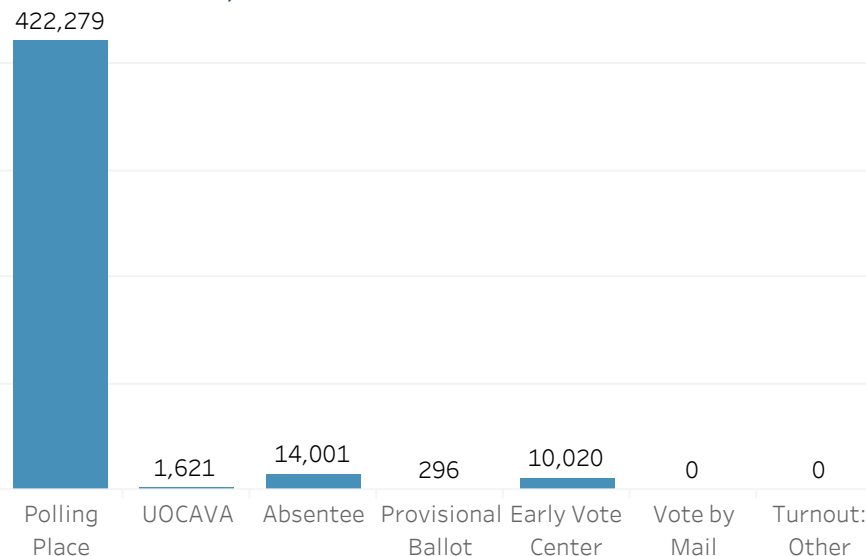 422,279
1,621
14,001
296
10,020
0
0
Polling
Place
UOCAVA
Absentee
Provisional
Ballot
Early Vote
Center
Vote by
Mail
Turnout:
Other